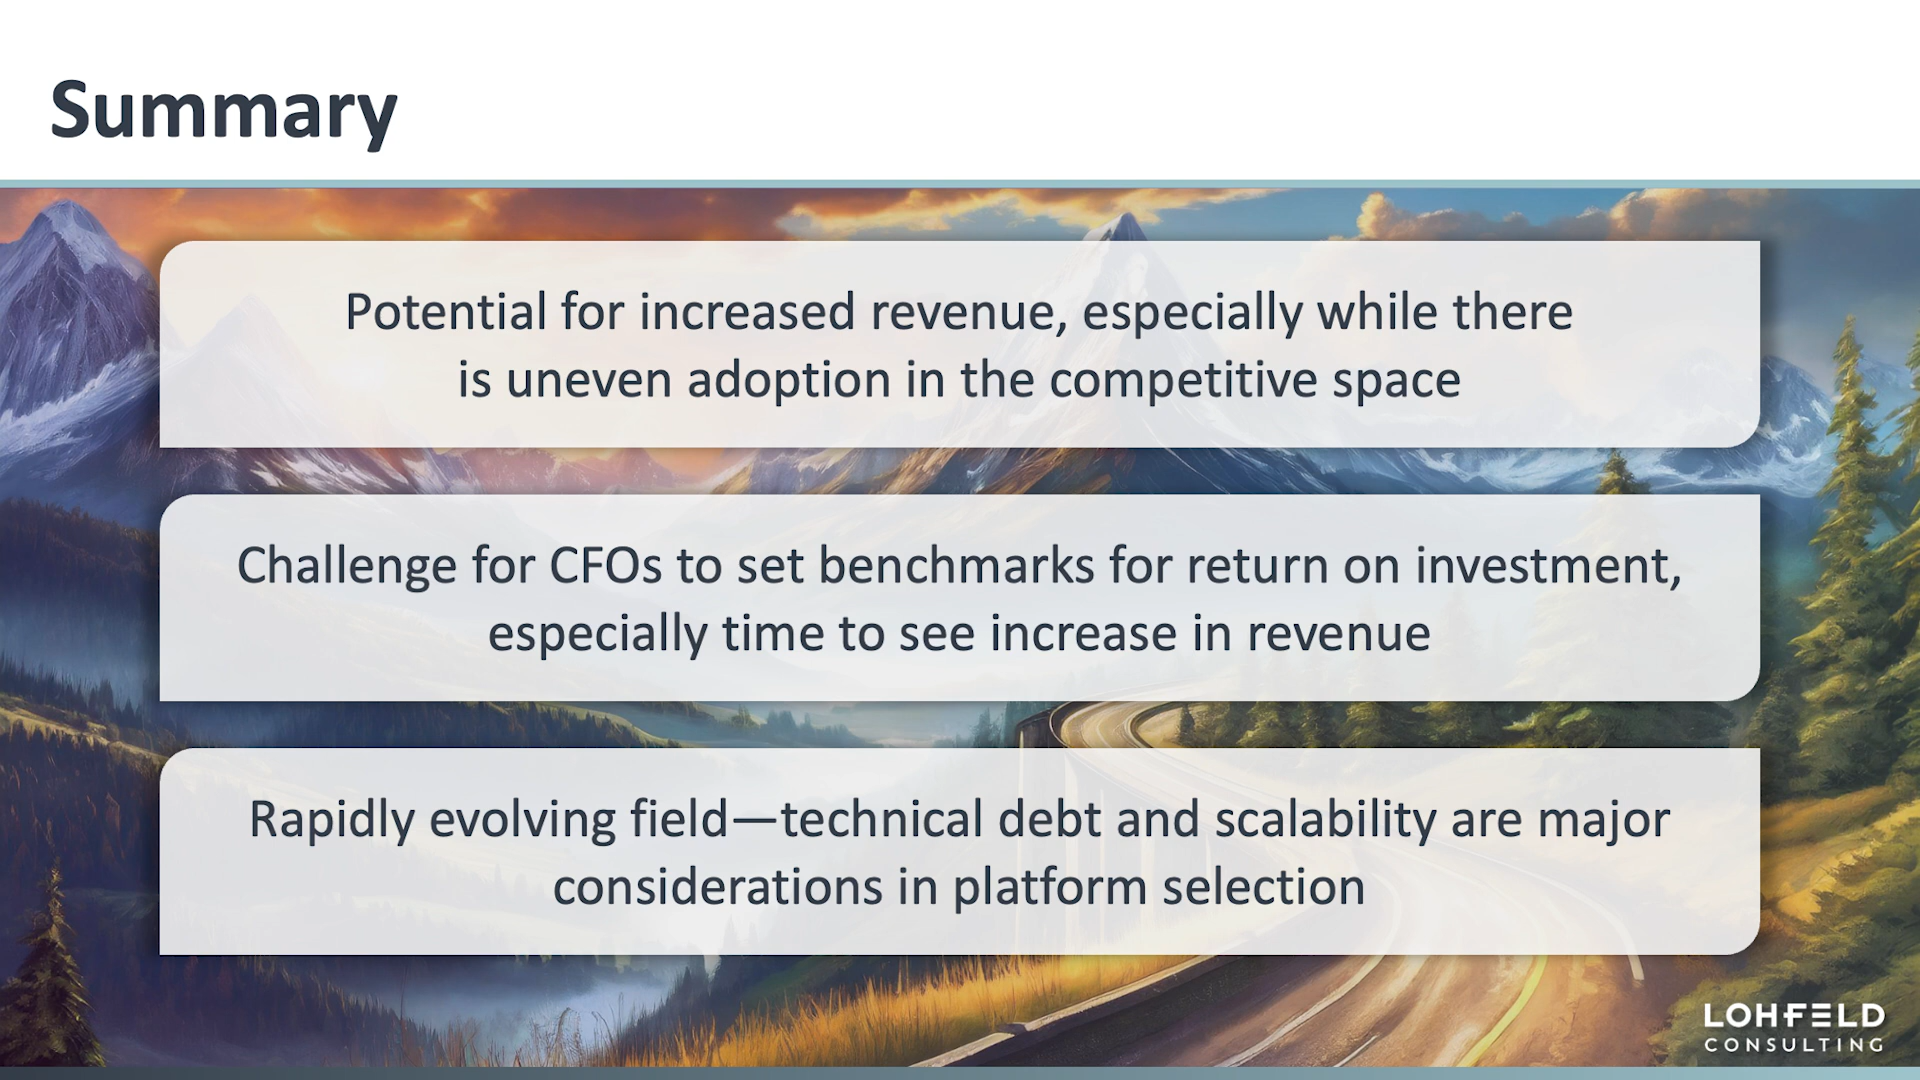 Summary
Potential for increased revenue, especially while there
is uneven adoption in the competitive space
Challenge for CFOs to set benchmarks for return on investment,
especially time to see increase in revenue
Rapidly evolving field—technical debt and scalability are major
considerations in platform selection
LOHFELD
CONSULTING